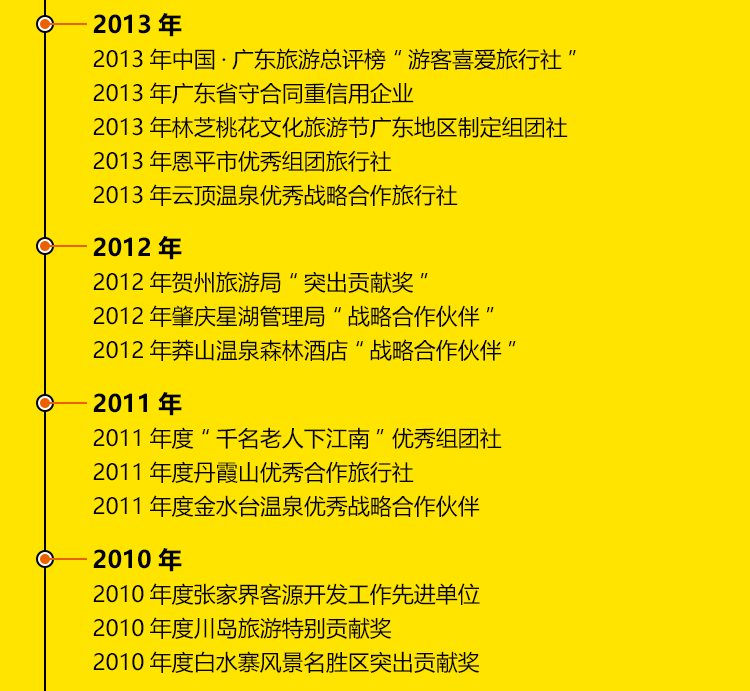 2013 年
2013 年中国 · 广东旅游总评榜 “ 游客喜爱旅行社 ”
2013 年广东省守合同重信用企业
2013 年林芝桃花文化旅游节广东地区制定组团社
2013 年恩平市优秀组团旅行社
2013 年云顶温泉优秀战略合作旅行社
2012 年
2012 年贺州旅游局 “ 突出贡献奖 ”
2012 年肇庆星湖管理局 “ 战略合作伙伴 ”
2012 年莽山温泉森林酒店 “ 战略合作伙伴 ”
2011 年
2011 年度 “ 千名老人下江南 ” 优秀组团社
2011 年度丹霞山优秀合作旅行社
2011 年度金水台温泉优秀战略合作伙伴
2010 年
2010 年度张家界客源开发工作先进单位
2010 年度川岛旅游特别贡献奖
2010 年度白水寨风景名胜区突出贡献奖